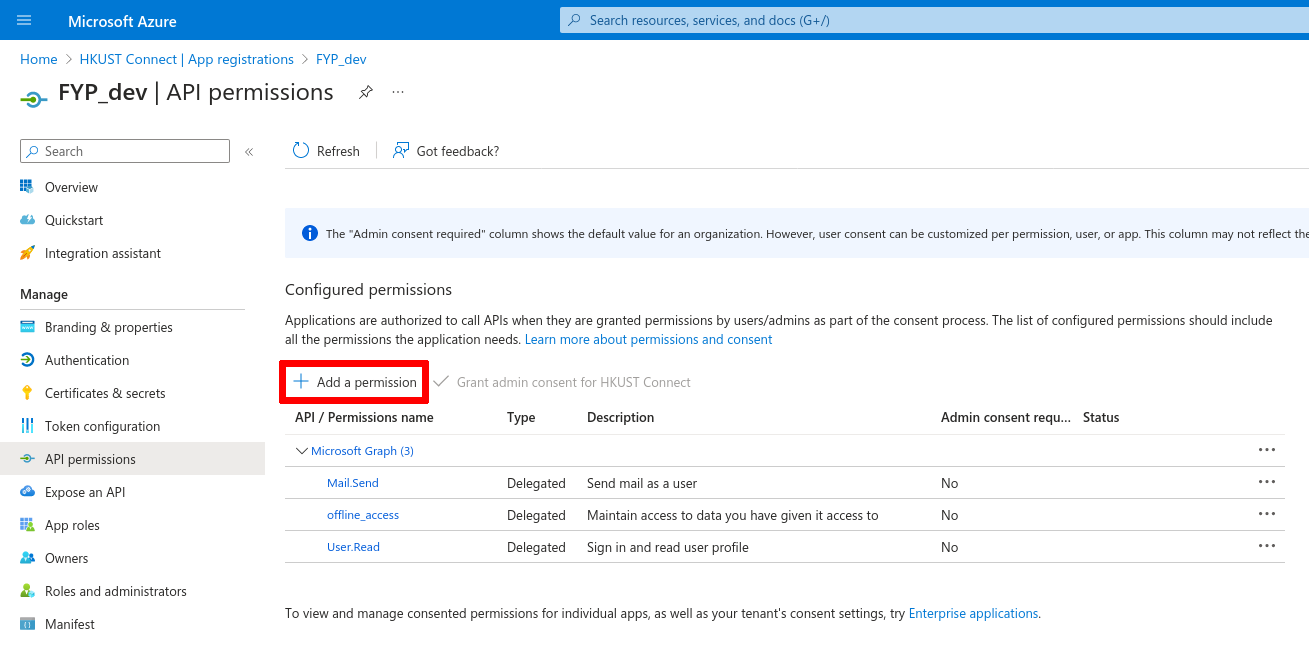 Microsoft Azure
Search resources, services, and docs (G+/)
Home > HKUST Connect | App registrations > FYP_dev
FYP_dev | API permissions
Search
Overview
Quickstart
Integration assistant
Manage
Branding & properties
Authentication
Certificates & secrets
Token configuration
API permissions
Expose an API
App roles
Owners
Roles and administrators
Manifest
Refresh
Got feedback?
The "Admin consent required" column shows the default value for an organization. However, user consent can be customized per permission, user, or app. This column may not reflect the
Configured permissions
Applications are authorized to call APIs when they are granted permissions by users/admins as part of the consent process. The list of configured permissions should include
all the permissions the application needs. Learn more about permissions and consent
Add a permission
Grant admin consent for HKUST Connect
API / Permissions name Type Description Admin consent requ... Status
Microsoft Graph (3)
Mail.Send Delegated Send mail as a user No
offline_access Delegated Maintain access to data you have given it access to No
User.Read Delegated Sign in and read user profile No
To view and manage consented permissions for individual apps, as well as your tenant's consent settings, try Enterprise applications.